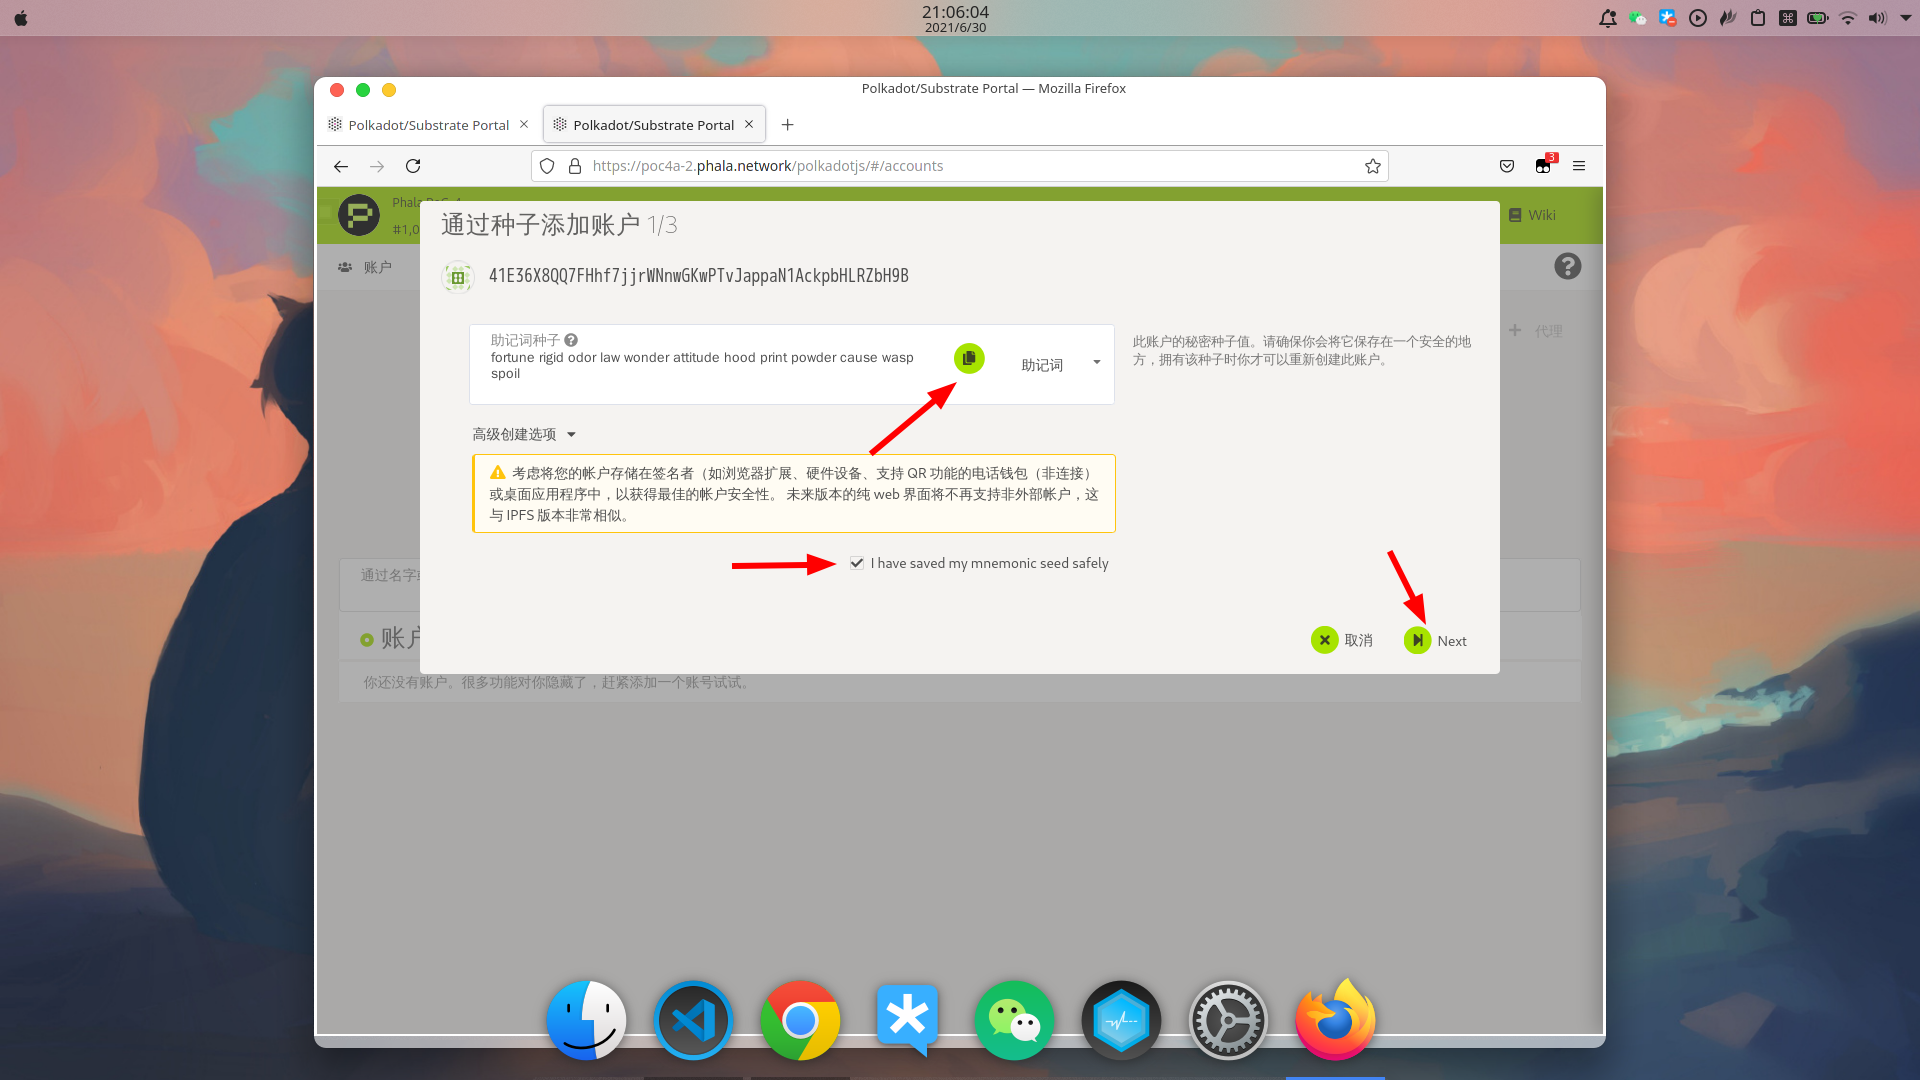 21:06:04
2021/6/30
Polkadot/Substrate Portal — Mozilla Firefox
Polkadot/Substrate Portal
Polkadot/Substrate Portal
https://poc4a-2.phala.network/polkadotjs/#/accounts
3
Phala PoC-4
#1,0
Wiki
账户
通过种子添加账户 1/3
41E36X8QQ7FHhf7jjrWNnwGKwPTvJappaN1AckpbHLRZbH9B
代理
助记词种子
fortune rigid odor law wonder attitude hood print powder cause wasp
spoil
助记词
此账户的秘密种子值。请确保你会将它保存在一个安全的地
方，拥有该种子时你才可以重新创建此账户。
高级创建选项
考虑将您的帐户存储在签名者（如浏览器扩展、硬件设备、支持 QR 功能的电话钱包（非连接）
或桌面应用程序中，以获得最佳的帐户安全性。 未来版本的纯 web 界面将不再支持非外部帐户，这
与 IPFS 版本非常相似。
I have saved my mnemonic seed safely
通过名字
账户
取消
Next
你还没有账户。很多功能对你隐藏了，赶紧添加一个账号试试。